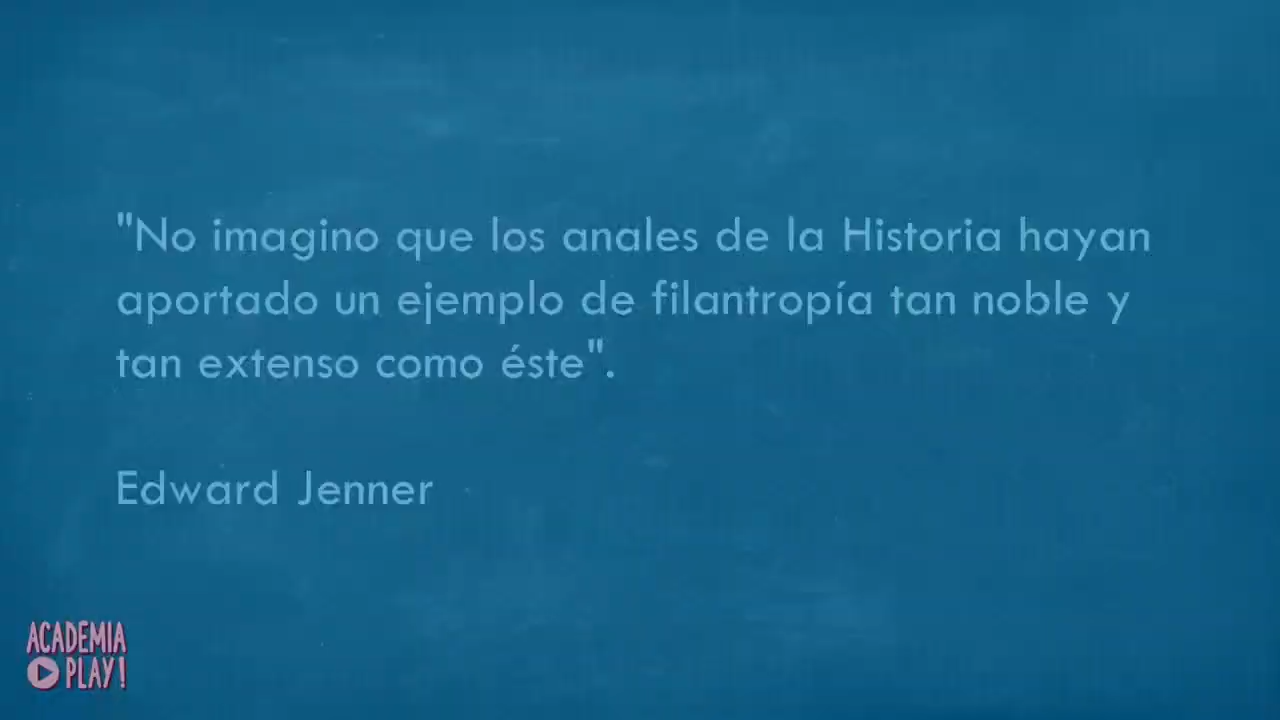 "No imagino que los anales de la Historia hayan
aportado un ejemplo de filantropía tan noble y
tan extenso como éste".
Edward Jenner
ACADEMIA
PLAY!